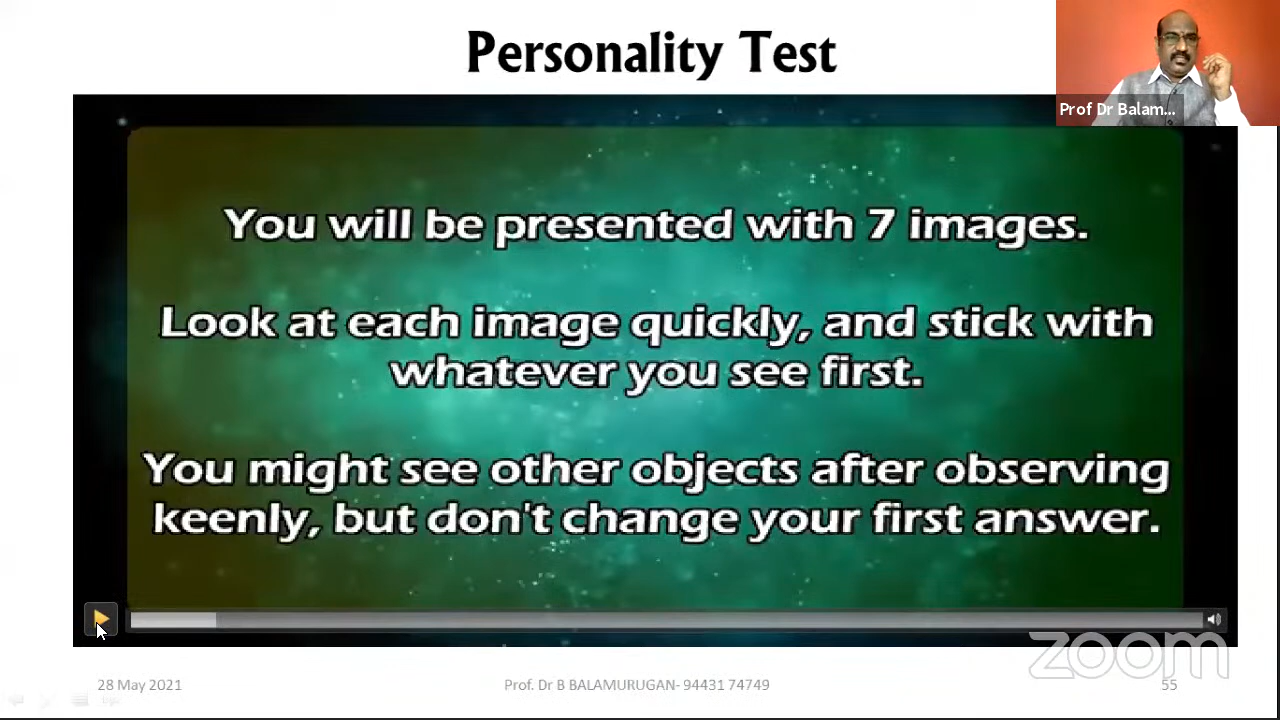 Personality Test
Prof Dr Balam...
You will be presented with 7 images.
Look at each image quickly, and stick with
whatever you see first.
You might see other objects after observing
keenly, but don't change your first answer.
zoom
28 May 2021
Prof. Dr B BALAMURUGAN- 94431 74749
55